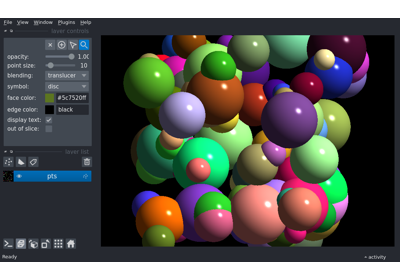 File View Window Plugins Help
layer controls
opacity: 1.00
point size: 10
blending: translucer
symbol: disc
face color: #5c7520ff
edge color: black
display text:
out of slice:
layer list
pts
Ready
activity